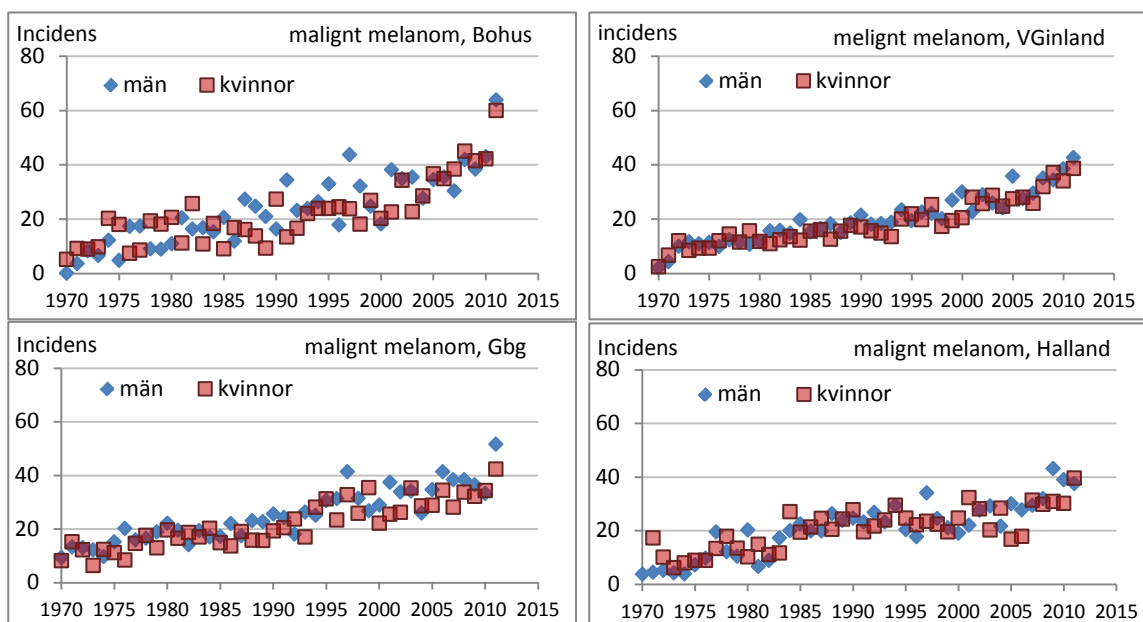 Incidens malignt melanom, Bohus
80
män kvinnor
60
40
20
0
1970 1975 1980 1985 1990 1995 2000 2005 2010 2015
incidens melignt melanom, VGinland
80
män kvinnor
60
40
20
0
1970 1975 1980 1985 1990 1995 2000 2005 2010 2015
Incidens malignt melanom, Gbg
80
män kvinnor
60
40
20
0
1970 1975 1980 1985 1990 1995 2000 2005 2010 2015
Incidens malignt melanom, Halland
80
män kvinnor
60
40
20
0
1970 1975 1980 1985 1990 1995 2000 2005 2010 2015